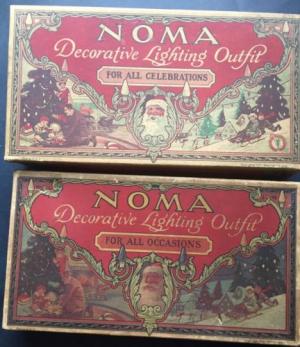 NOMA
Decorative Lighting Outfit
FOR ALL CELEBRATIONS
NOMA
Decorative Lighting Outfit
FOR ALL OCCASIONS